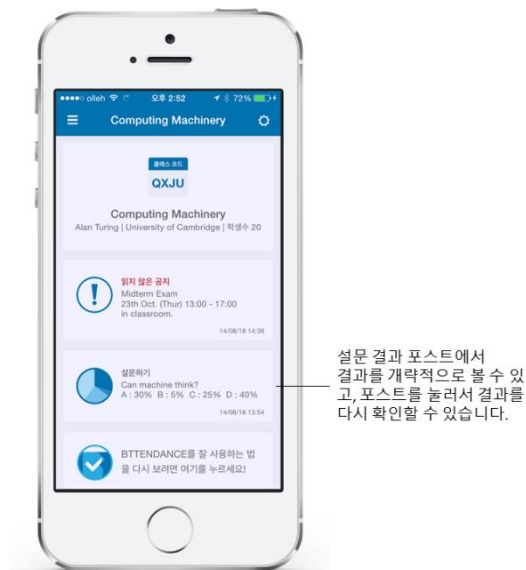 olleh 오후 2:52 72%
Computing Machinery
클래스 코드
QXJU
Computing Machinery
Alan Turing | University of Cambridge | 학생수 20
읽지 않은 공지
Midterm Exam
23th Oct. (Thur) 13:00 - 17:00
in classroom.
14/08/18 14:38
설문하기
Can machine think?
A : 30% B : 5% C : 25% D : 40%
14/08/18 13:54
BTTENDANCE를 잘 사용하는 법
을 다시 보려면 여기를 누르세요!
설문 결과 포스트에서
결과를 개략적으로 볼 수 있
고, 포스트를 눌러서 결과를
다시 확인할 수 있습니다.